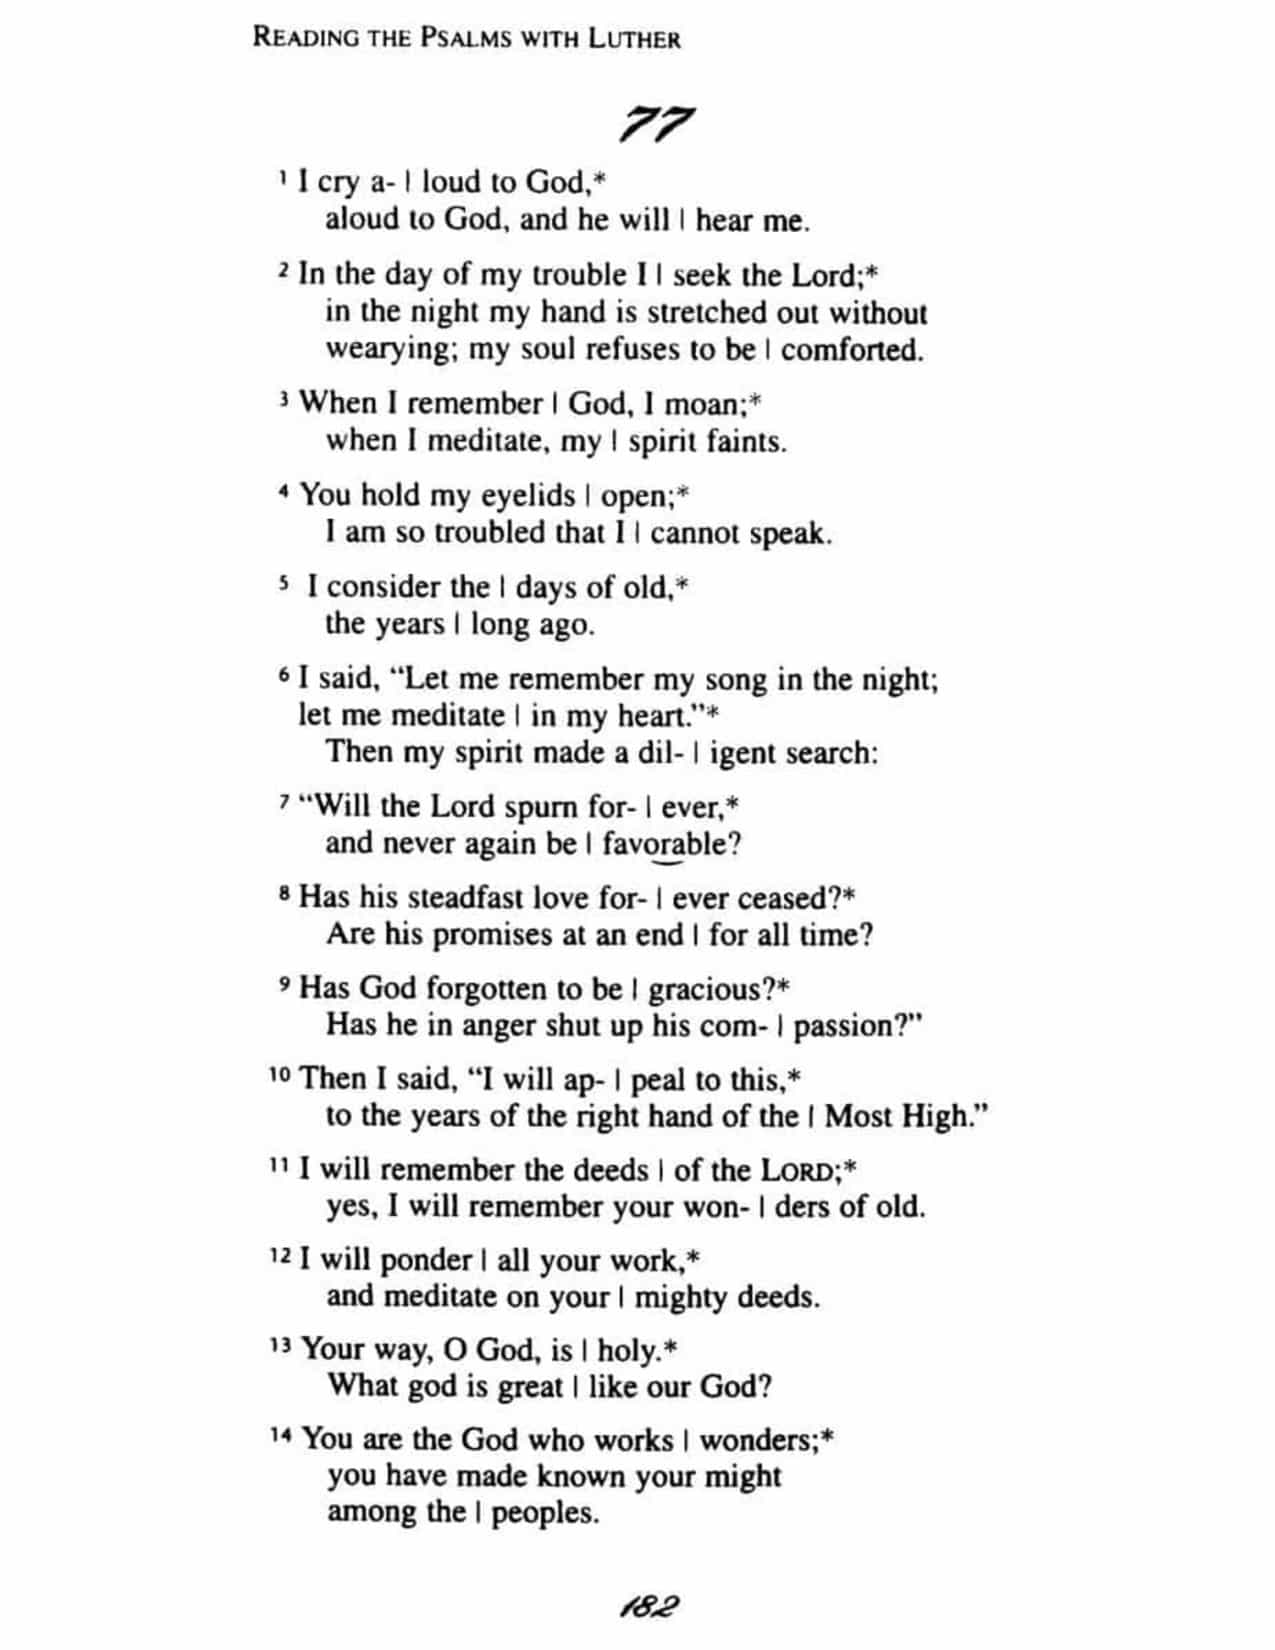 READING THE PSALMS WITH LUTHER
77
1 I cry a- | loud to God,*
aloud to God, and he will | hear me.
2 In the day of my trouble I | seek the Lord;*
in the night my hand is stretched out without
wearying; my soul refuses to be | comforted.
3 When I remember | God, I moan;*
when I meditate, my | spirit faints.
4 You hold my eyelids | open;*
I am so troubled that I | cannot speak.
5 I consider the | days of old,*
the years | long ago.
6 I said, “Let me remember my song in the night;
let me meditate | in my heart.”*
Then my spirit made a dil- | igent search:
7 “Will the Lord spurn for- | ever,*
and never again be | favorable?
8 Has his steadfast love for- | ever ceased?*
Are his promises at an end | for all time?
9 Has God forgotten to be | gracious?*
Has he in anger shut up his com- | passion?”
10 Then I said, “I will ap- | peal to this,*
to the years of the right hand of the | Most High.”
11 I will remember the deeds | of the LORD;*
yes, I will remember your won- | ders of old.
12 I will ponder | all your work,*
and meditate on your | mighty deeds.
13 Your way, O God, is | holy.*
What god is great | like our God?
14 You are the God who works | wonders;*
you have made known your might
among the | peoples.
182